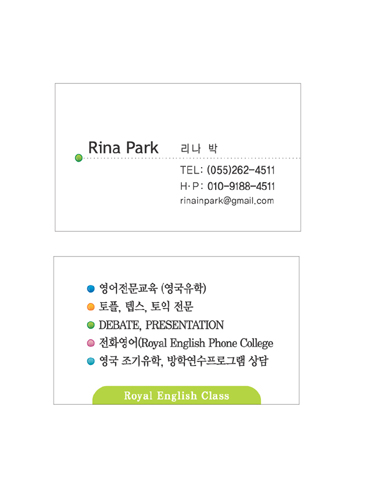 Rina Park 리나 박
TEL: (055)262-4511
H·P: 010-9188-4511
rinainpark@gmail.com
영어전문교육 (영국유학)
토플, 텝스, 토익 전문
DEBATE, PRESENTATION
전화영어(Royal English Phone College
영국 조기유학, 방학연수프로그램 상담
Royal English Class